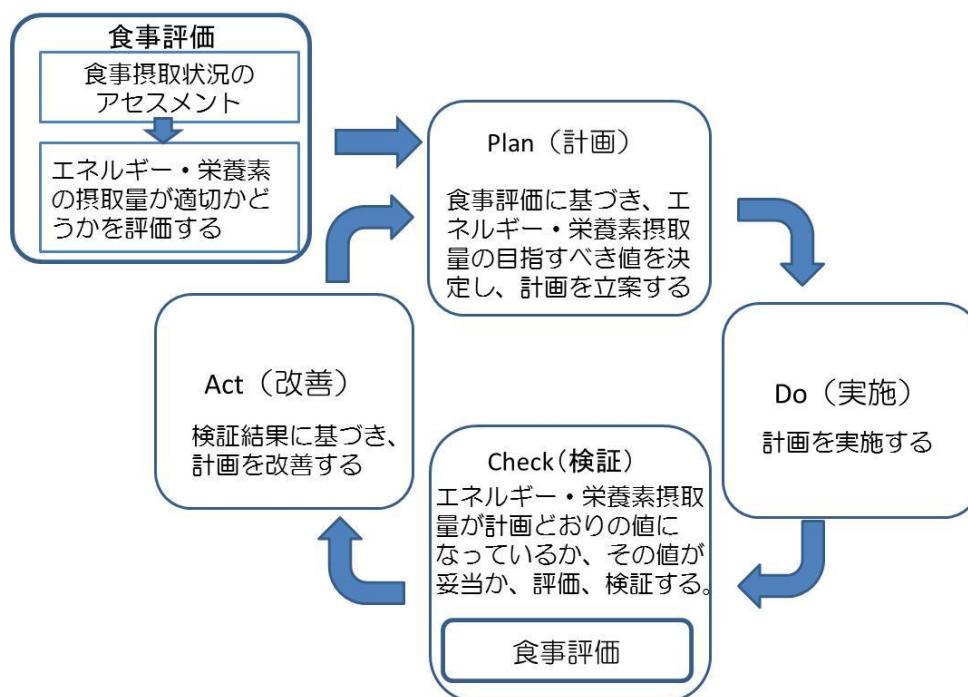 食事評価
食事摂取状況の
アセスメント
エネルギー・栄養素
の摂取量が適切かど
うかを評価する
Plan（計画）
食事評価に基づき、エ
ネルギー・栄養素摂取
量の目指すべき値を決
定し、計画を立案する
Do（実施）
計画を実施する
Check（検証）
エネルギー・栄養素摂取
量が計画どおりの値に
なっているか、その値が
妥当か、評価、検証する。
食事評価
Act（改善）
検証結果に基づき、
計画を改善する